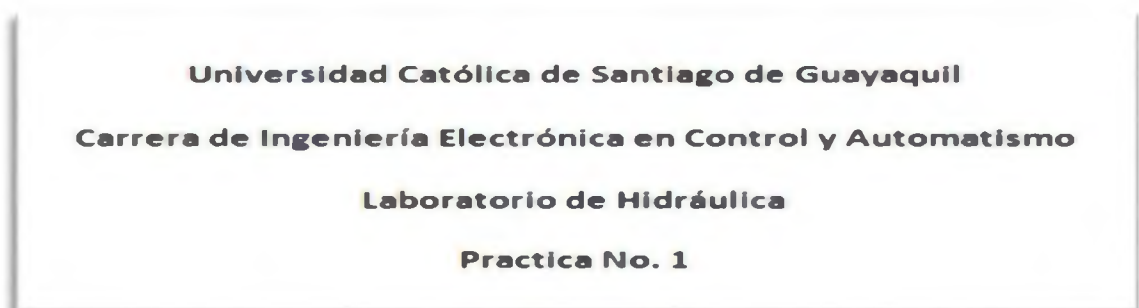 Universidad Católica de Santiago de Guayaquil
Carrera de Ingeniería Electrónica en Control y Automatismo
Laboratorio de Hidráulica
Practica No. 1